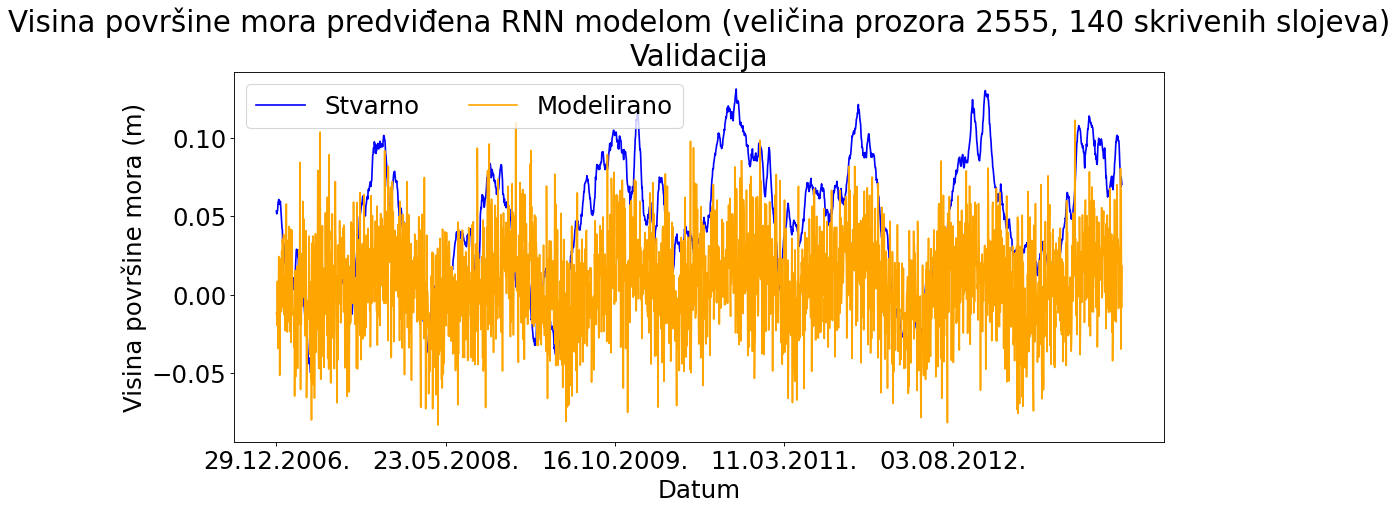 Visina površine mora predviđena RNN modelom (veličina prozora 2555, 140 skrivenih slojeva)
Validacija
Stvarno Modelirano
Visina površine mora (m)
0.10
0.05
0.00
−0.05
29.12.2006. 23.05.2008. 16.10.2009. 11.03.2011. 03.08.2012.
Datum